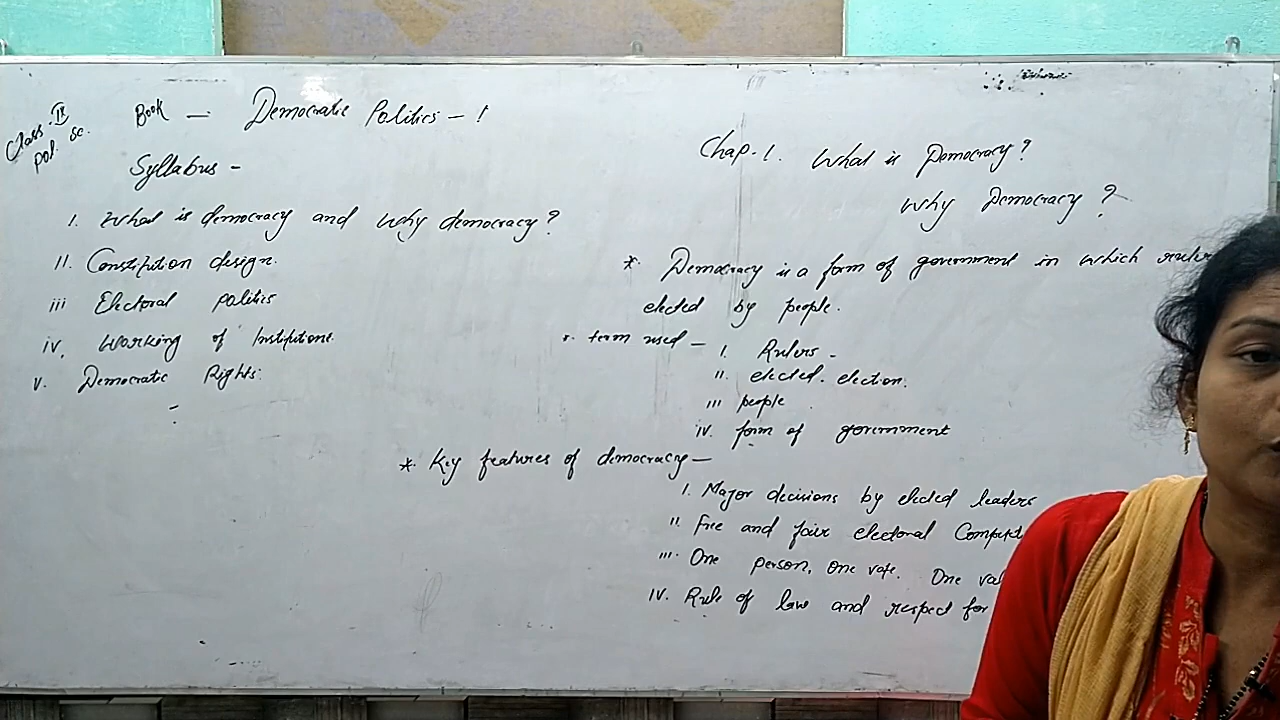 Class. IX
Pol. Sc.
Book — Democratic Politics - 1
Syllabus -
I. What is democracy and Why democracy?
II. Constitution design.
iii Electoral politics
iv. Working of Institutions.
v. Democratic Rights.
Chap. 1. What is Democracy?
Why Democracy?
* Democracy is a form of government in which
elected by people.
term used — I. Rulers -
II. elected. election.
iii people
iv. form of government
* Key features of democracy —
I. Major decisions by elected leaders
II. Free and fair electoral
iii. One person, one vote. One
iv. Rule of law and respect for